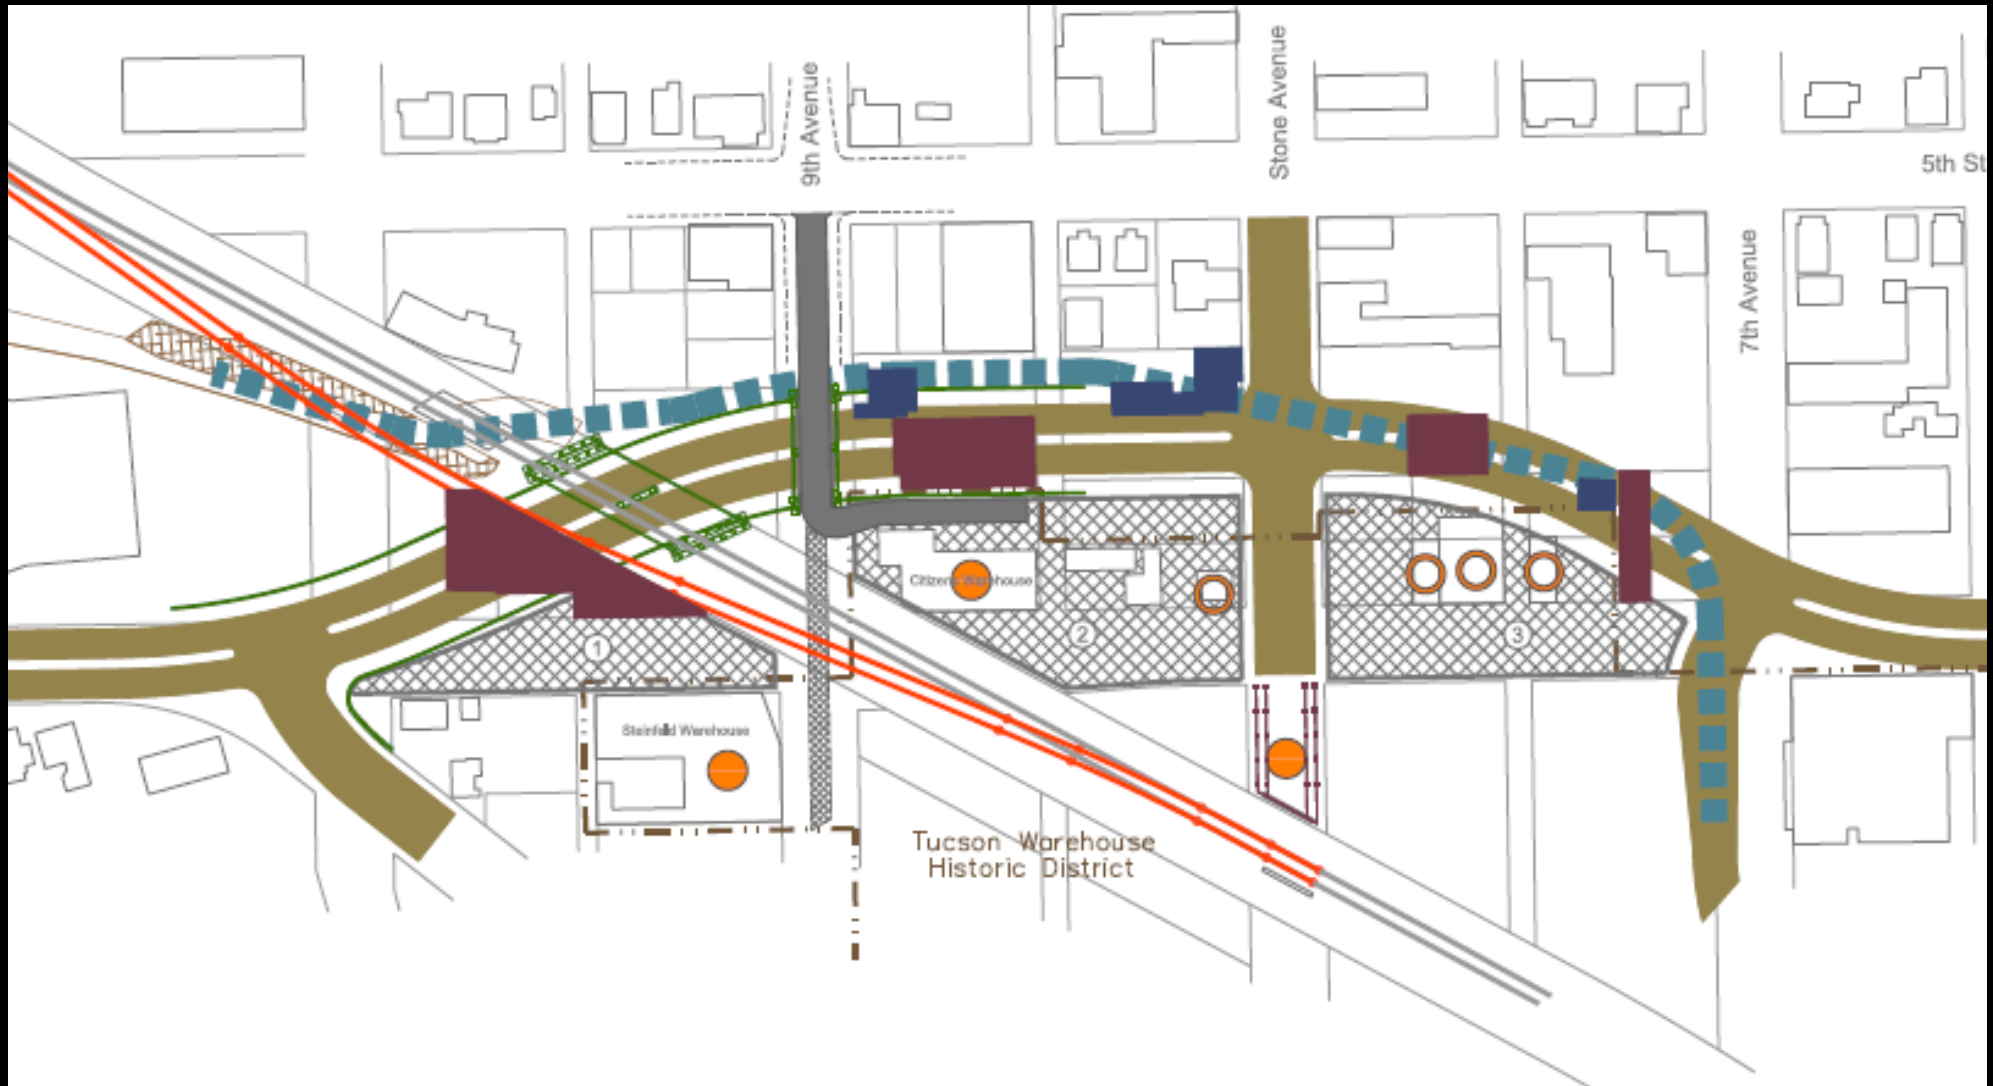 9th Avenue
Stone Avenue
5th St
7th Avenue
Citizens Warehouse
1
2
3
Steinfeld Warehouse
Tucson Warehouse
Historic District